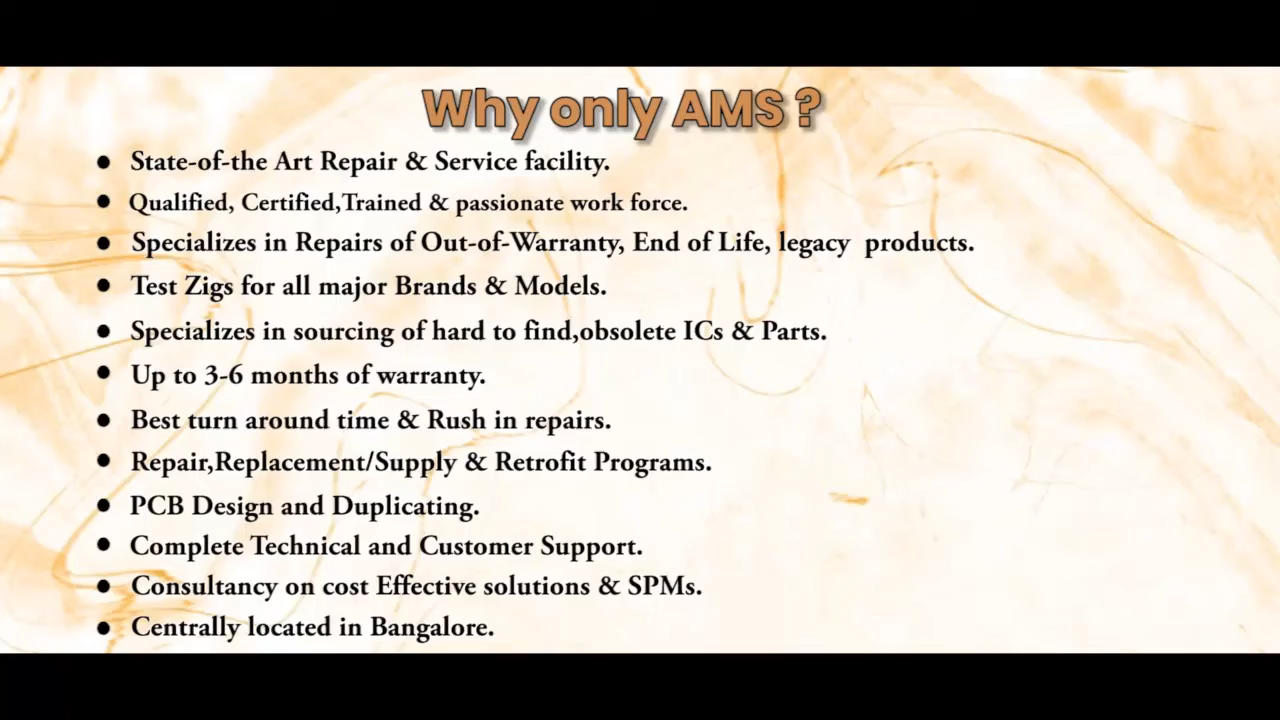 Why only AMS ?
● State-of-the Art Repair & Service facility.
● Qualified, Certified,Trained & passionate work force.
● Specializes in Repairs of Out-of-Warranty, End of Life, legacy products.
● Test Zigs for all major Brands & Models.
● Specializes in sourcing of hard to find,obsolete ICs & Parts.
● Up to 3-6 months of warranty.
● Best turn around time & Rush in repairs.
● Repair,Replacement/Supply & Retrofit Programs.
● PCB Design and Duplicating.
● Complete Technical and Customer Support.
● Consultancy on cost Effective solutions & SPMs.
● Centrally located in Bangalore.